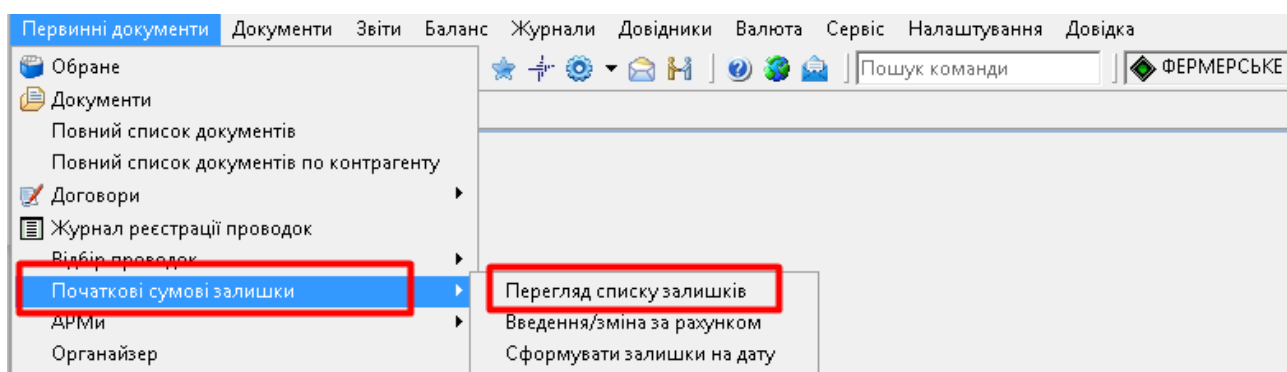 Первинні документи Документи Звіти Баланс Журнали Довідники Валюта Сервіс Налаштування Довідка
Обране
Пошук команди ФЕРМЕРСЬКЕ
Документи
Повний список документів
Повний список документів по контрагенту
Договори
Журнал реєстрації проводок
Відбір проводок
Початкові сумові залишки
Перегляд списку залишків
АРМи
Введення/зміна за рахунком
Органайзер
Сформувати залишки на дату